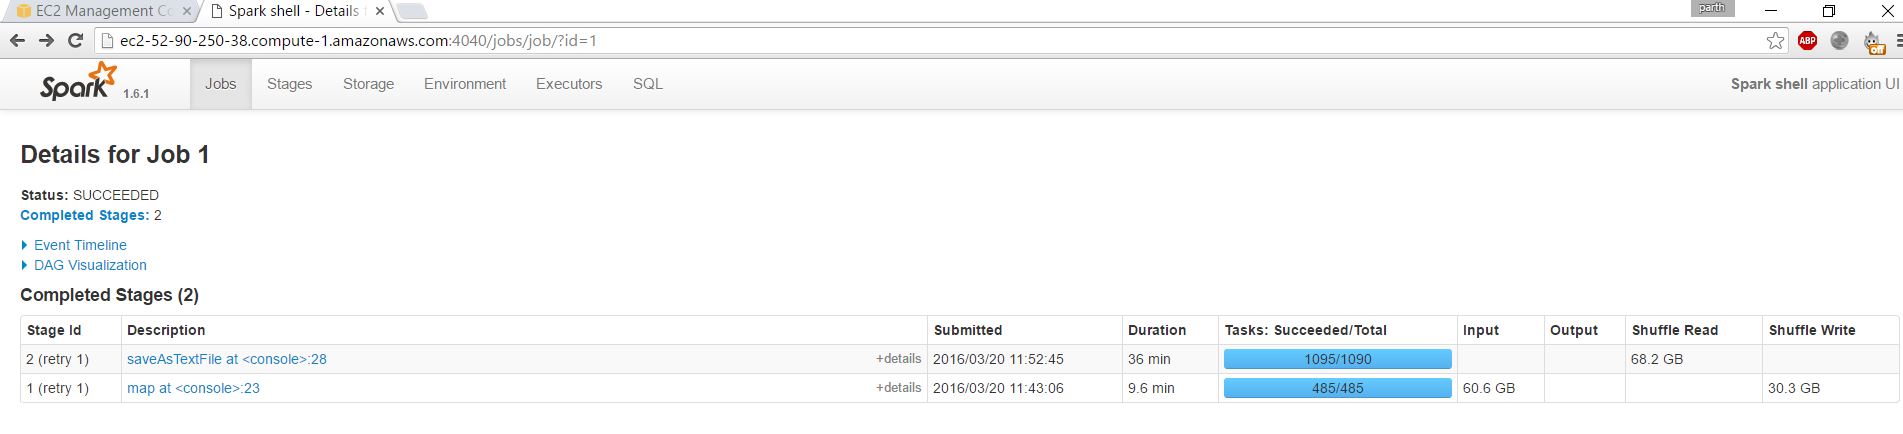 EC2 Management Co
Spark shell - Details f
parth
ec2-52-90-250-38.compute-1.amazonaws.com:4040/jobs/job/?id=1
ABP
Off
Spark 1.6.1 Jobs Stages Storage Environment Executors SQL Spark shell application UI
Details for Job 1
Status: SUCCEEDED
Completed Stages: 2
Event Timeline
DAG Visualization
Completed Stages (2)
Stage Id Description Submitted Duration Tasks: Succeeded/Total Input Output Shuffle Read Shuffle Write
2 (retry 1) saveAsTextFile at <console>:28 +details 2016/03/20 11:52:45 36 min 1095/1090 68.2 GB
1 (retry 1) map at <console>:23 +details 2016/03/20 11:43:06 9.6 min 485/485 60.6 GB 30.3 GB